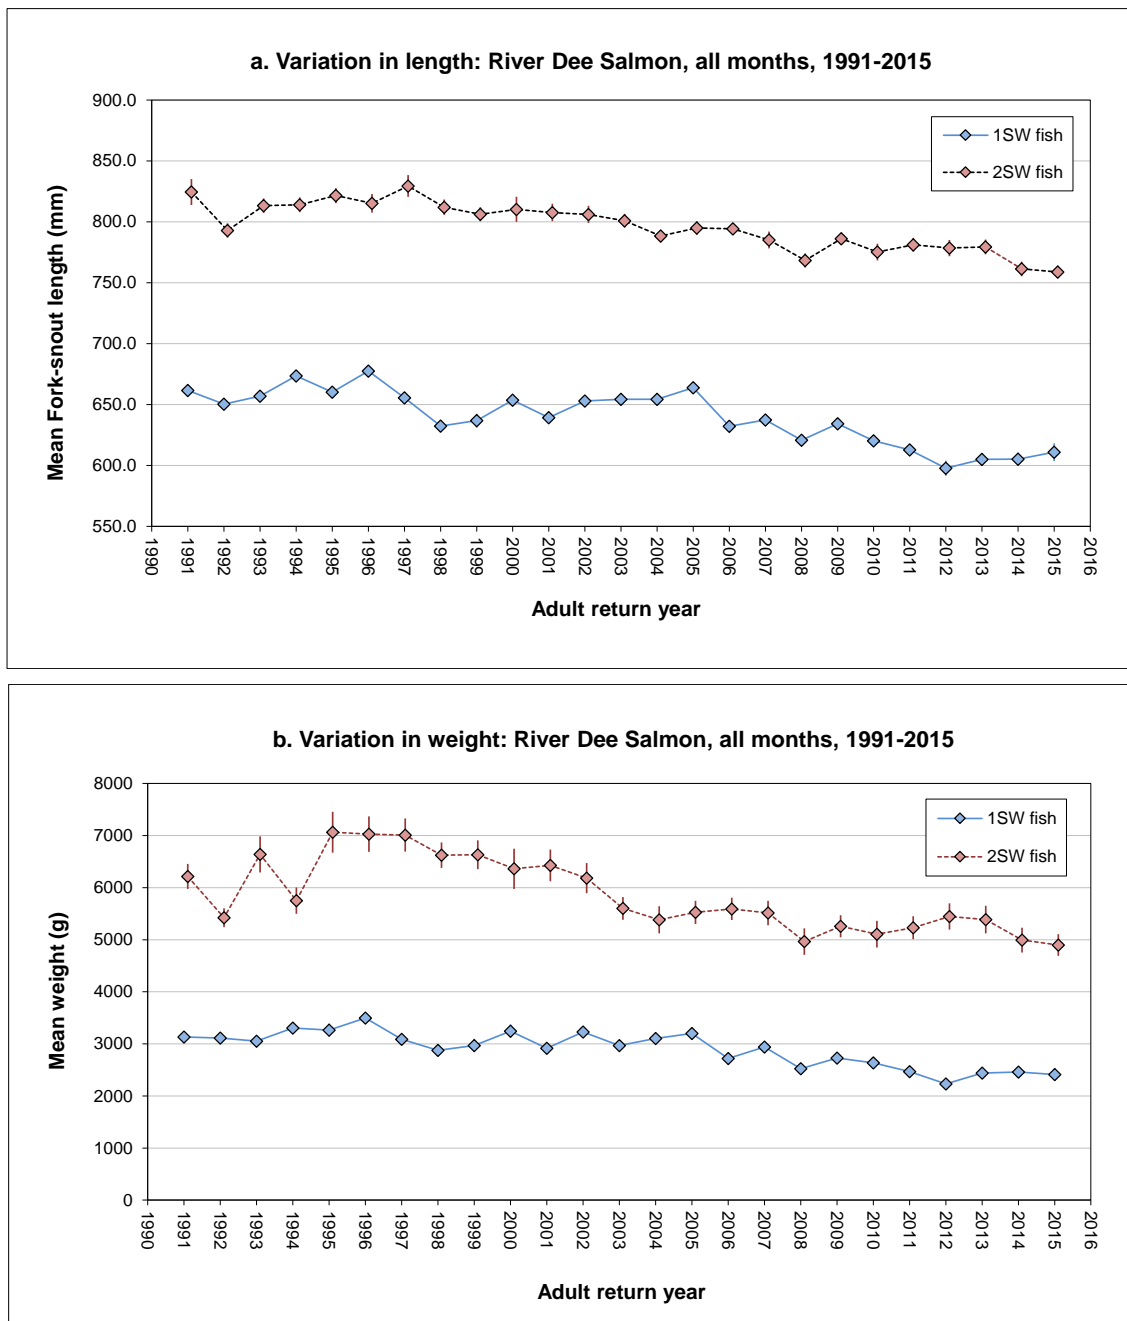 a. Variation in length: River Dee Salmon, all months, 1991-2015
900.0
850.0
800.0
750.0
700.0
650.0
600.0
550.0
Mean Fork-snout length (mm)
1SW fish
2SW fish
1990 1991 1992 1993 1994 1995 1996 1997 1998 1999 2000 2001 2002 2003 2004 2005 2006 2007 2008 2009 2010 2011 2012 2013 2014 2015 2016
Adult return year
b. Variation in weight: River Dee Salmon, all months, 1991-2015
8000
7000
6000
5000
4000
3000
2000
1000
0
Mean weight (g)
1SW fish
2SW fish
1990 1991 1992 1993 1994 1995 1996 1997 1998 1999 2000 2001 2002 2003 2004 2005 2006 2007 2008 2009 2010 2011 2012 2013 2014 2015 2016
Adult return year